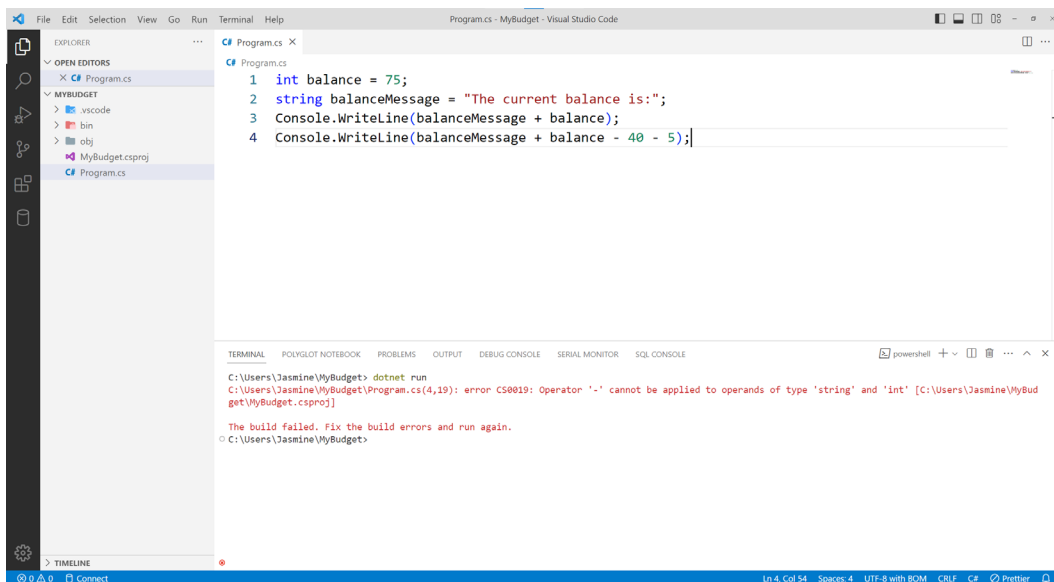 File Edit Selection View Go Run Terminal Help
Program.cs - MyBudget - Visual Studio Code
EXPLORER
OPEN EDITORS
C# Program.cs
MYBUDGET
.vscode
bin
obj
MyBudget.csproj
C# Program.cs
TIMELINE
C# Program.cs
C# Program.cs
1 int balance = 75;
2 string balanceMessage = "The current balance is:";
3 Console.WriteLine(balanceMessage + balance);
4 Console.WriteLine(balanceMessage + balance - 40 - 5);
TERMINAL POLYGLOT NOTEBOOK PROBLEMS OUTPUT DEBUG CONSOLE SERIAL MONITOR SQL CONSOLE
powershell
C:\Users\Jasmine\MyBudget> dotnet run
C:\Users\Jasmine\MyBudget\Program.cs(4,19): error CS0019: Operator '-' cannot be applied to operands of type 'string' and 'int' [C:\Users\Jasmine\MyBud
get\MyBudget.csproj]
The build failed. Fix the build errors and run again.
C:\Users\Jasmine\MyBudget>
0 0 0 Connect
Ln 4, Col 54 Spaces: 4 UTF-8 with BOM CRLF C# Prettier